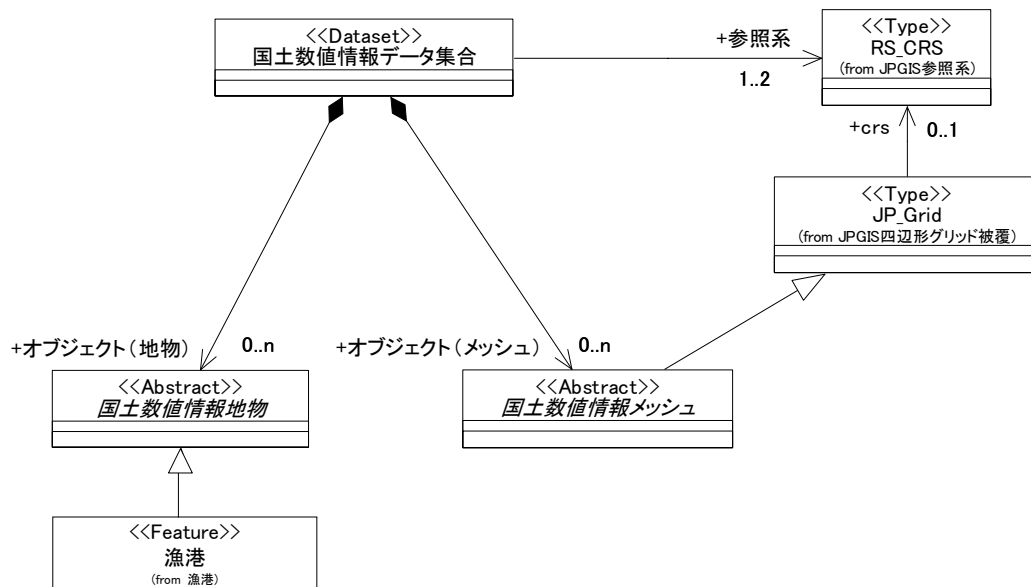 <<Dataset>>
国土数値情報データ集合
+参照系
1..2
<<Type>>
RS_CRS
(from JPGIS参照系)
+crs
0..1
<<Type>>
JP_Grid
(from JPGIS四辺形グリッド被覆)
+オブジェクト(地物)
0..n
+オブジェクト(メッシュ)
0..n
<<Abstract>>
国土数値情報地物
<<Abstract>>
国土数値情報メッシュ
<<Feature>>
漁港
(from 漁港)